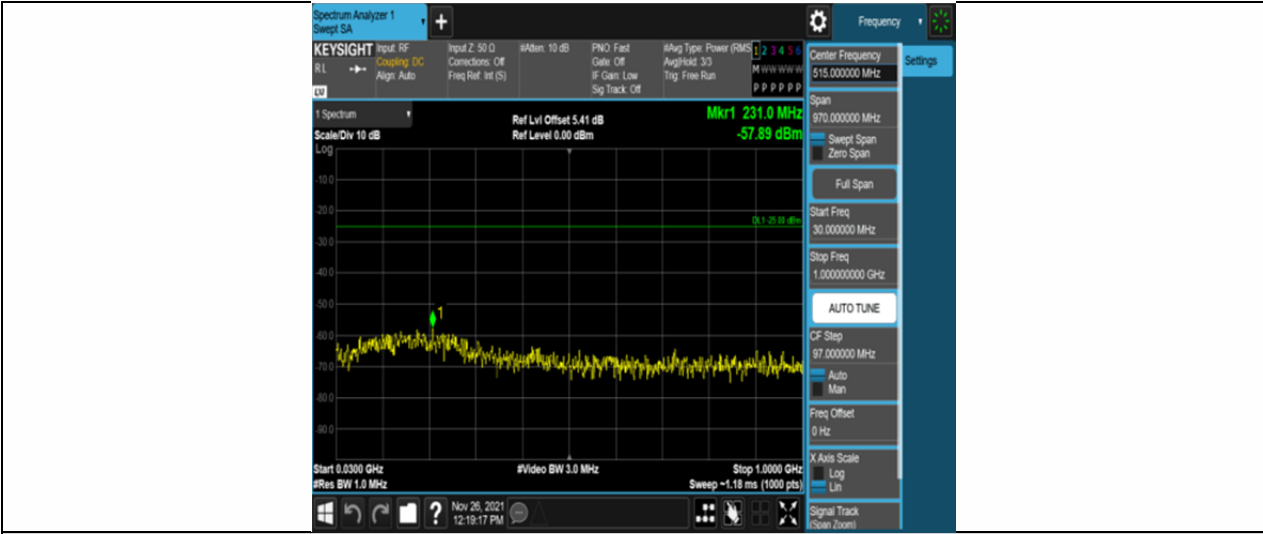 Spectrum Analyzer 1
Swept SA
+
Frequency
KEYSIGHT
RL
LV
Input: RF
Coupling: DC
Align: Auto
Input Z: 50 Ω
Corrections: Off
Freq Ref: Int (S)
#Atten: 10 dB
PNO: Fast
Gate: Off
IF Gain: Low
Sig Track: Off
#Avg Type: Power (RMS
Avg|Hold: 3/3
Trig: Free Run
1 2 3 4 5 6
M W W W W W
P P P P P P
1 Spectrum
Scale/Div 10 dB
Log
Ref Lvl Offset 5.41 dB
Ref Level 0.00 dBm
Mkr1 231.0 MHz
-57.89 dBm
-10.0
-20.0
DL1 -25.00 dBm
-30.0
-40.0
-50.0
1
-60.0
-70.0
-80.0
-90.0
Start 0.0300 GHz
#Res BW 1.0 MHz
#Video BW 3.0 MHz
Stop 1.0000 GHz
Sweep ~1.18 ms (1000 pts)
?
Nov 26, 2021
12:19:17 PM
Center Frequency
515.000000 MHz
Settings
Span
970.000000 MHz
Swept Span
Zero Span
Full Span
Start Freq
30.000000 MHz
Stop Freq
1.000000000 GHz
AUTO TUNE
CF Step
97.000000 MHz
Auto
Man
Freq Offset
0 Hz
X Axis Scale
Log
Lin
Signal Track
(Span Zoom)